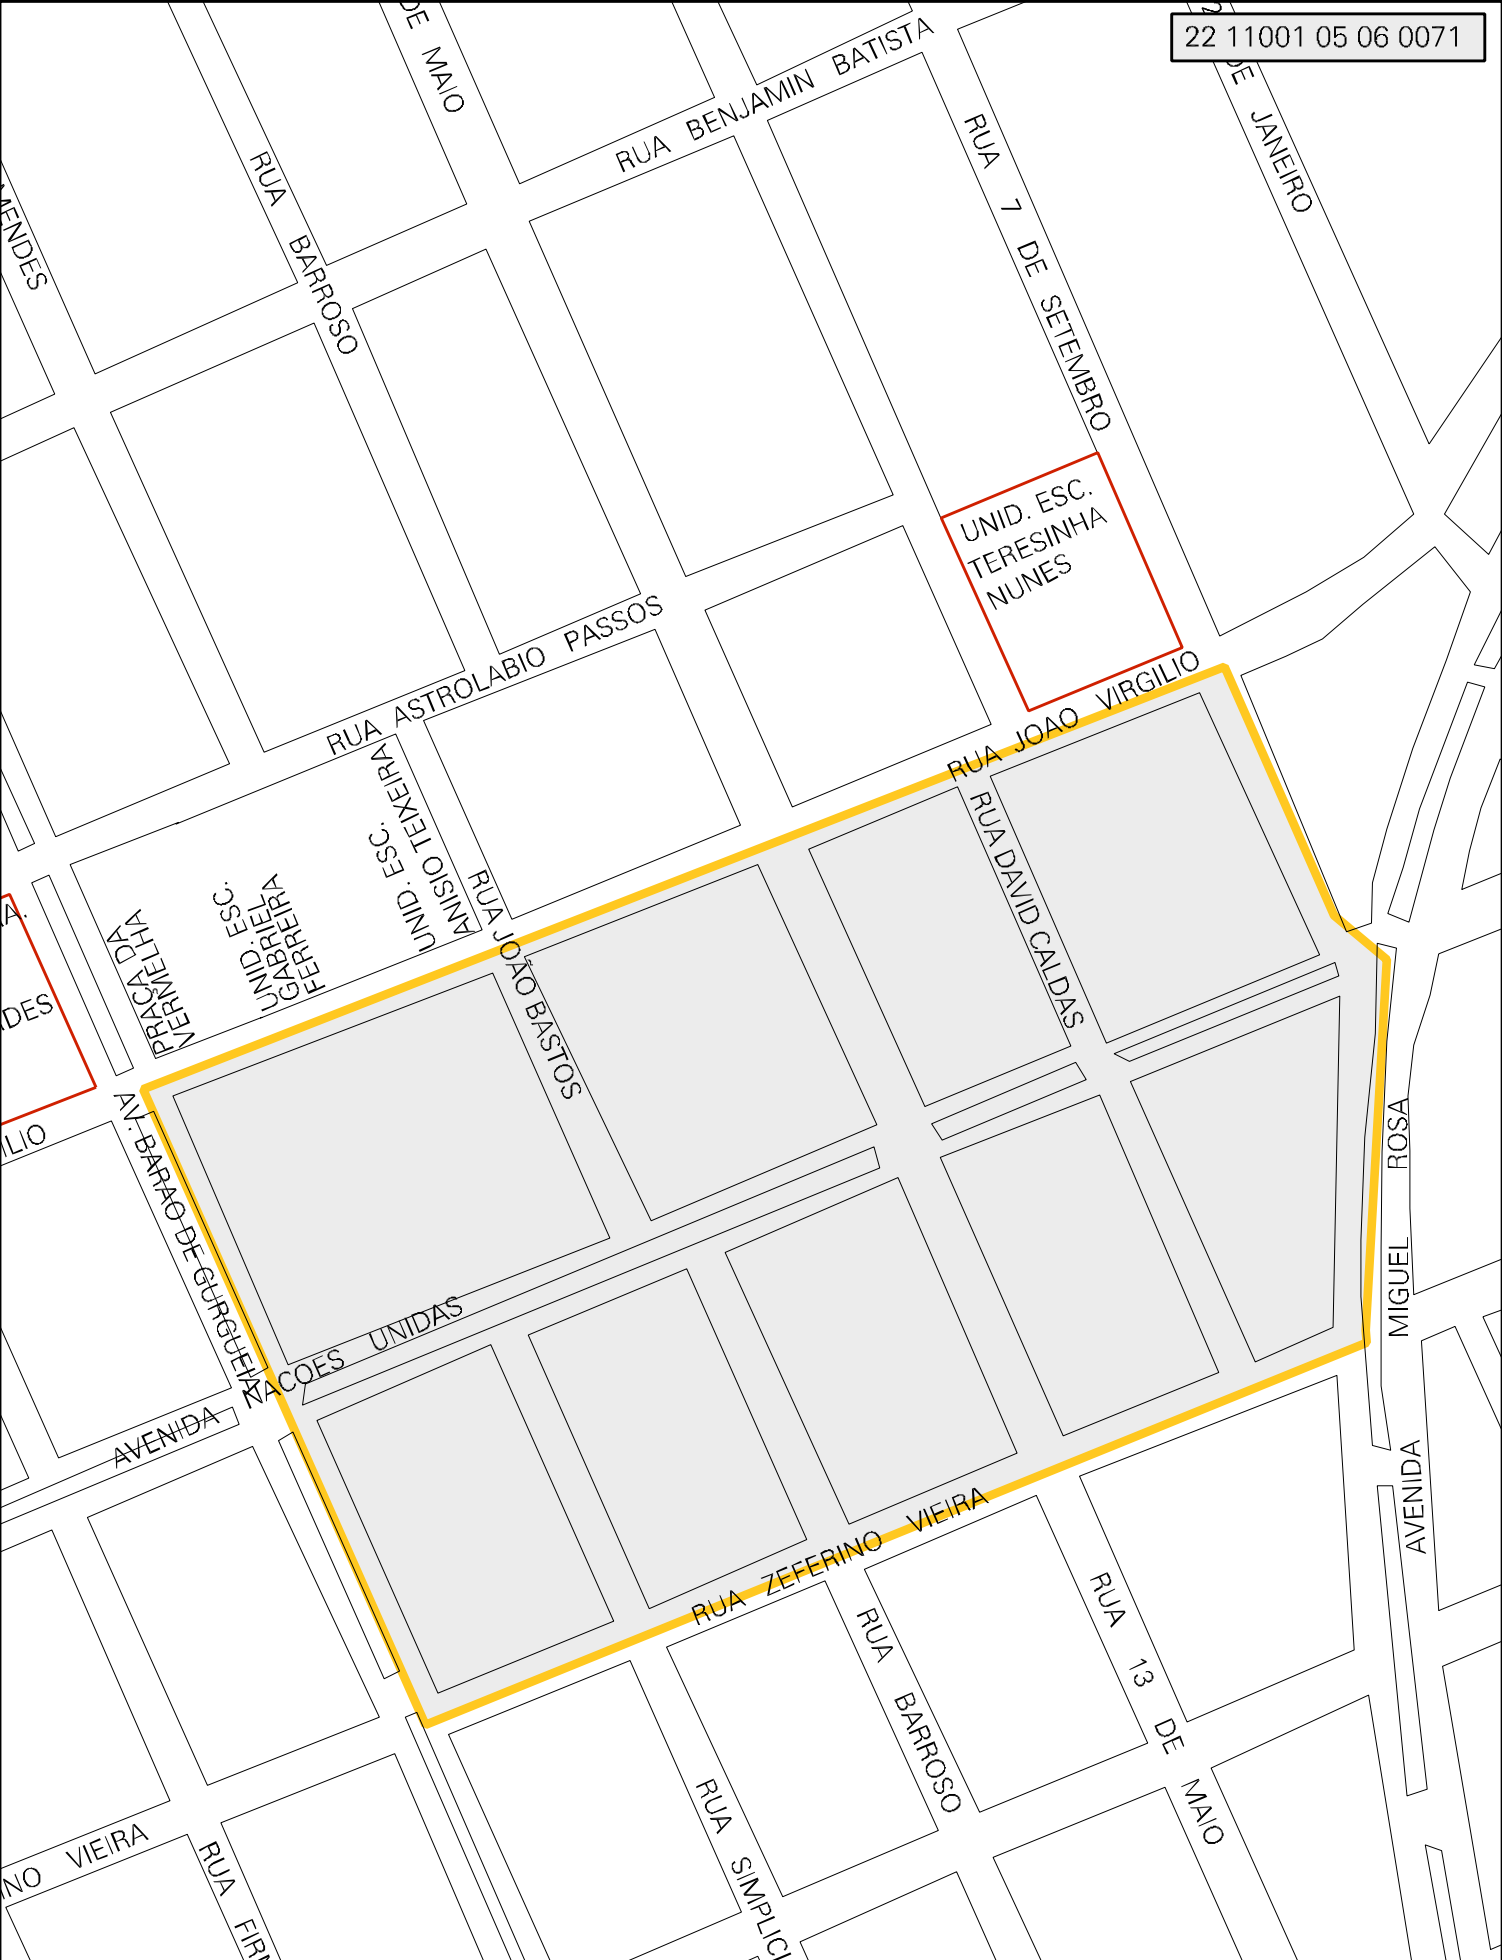 22 11001 05 06 0071
DE MAIO
RUA BENJAMIN BATISTA
DE JANEIRO
RUA 7 DE SETEMBRO
RUA BARROSO
MENDES
UNID. ESC.
TERESINHA
NUNES
RUA ASTROLABIO PASSOS
RUA JOAO VIRGILIO
UNID. ESC.
ANISIO TEIXEIRA
UNID. ESC.
GABRIEL
FERREIRA
PRAÇA DA
VERMELHA
RUA JOÃO BASTOS
RUA DAVID CALDAS
AV. BARAO DE GURGUEIA
AVENIDA NACOES UNIDAS
AVENIDA MIGUEL ROSA
RUA ZEFERINO VIEIRA
RUA BARROSO
RUA 13 DE MAIO
RUA SIMPLICI
NO VIEIRA
RUA FIRM
ILIO
DES
A.